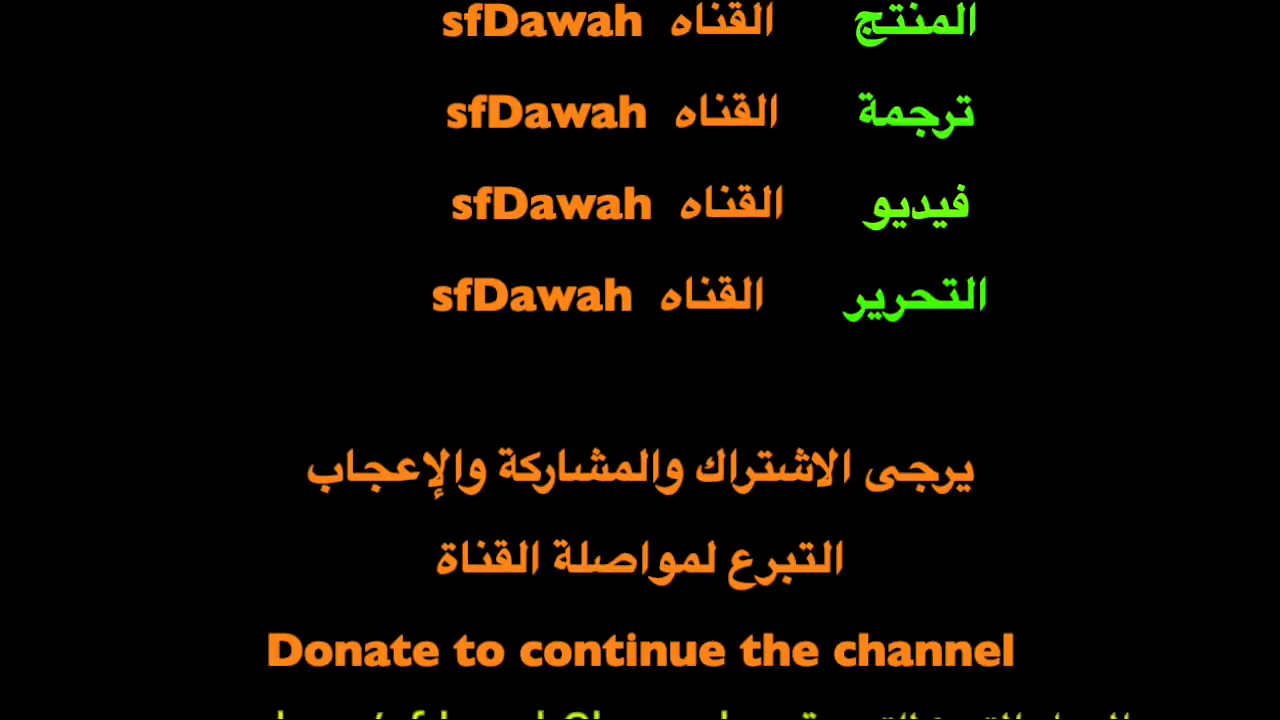 المنتج القناه sfDawah
ترجمة القناه sfDawah
فيديو القناه sfDawah
التحرير القناه sfDawah
يرجى الاشتراك والمشاركة والإعجاب
التبرع لمواصلة القناة
Donate to continue the channel